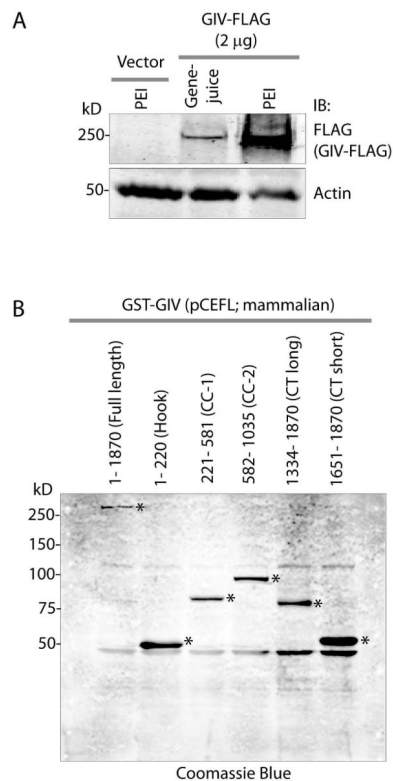 A
GIV-FLAG
(2 µg)
Vector
Gene-
juice
PEI
PEI
kD
IB:
250-
FLAG
(GIV-FLAG)
50-
Actin
B
GST-GIV (pCEFL; mammalian)
1- 1870 (Full length)
1- 220 (Hook)
221- 581 (CC-1)
582- 1035 (CC-2)
1334- 1870 (CT long)
1651- 1870 (CT short)
kD
250-
*
150-
100-
*
75-
*
*
50-
*
*
Coomassie Blue